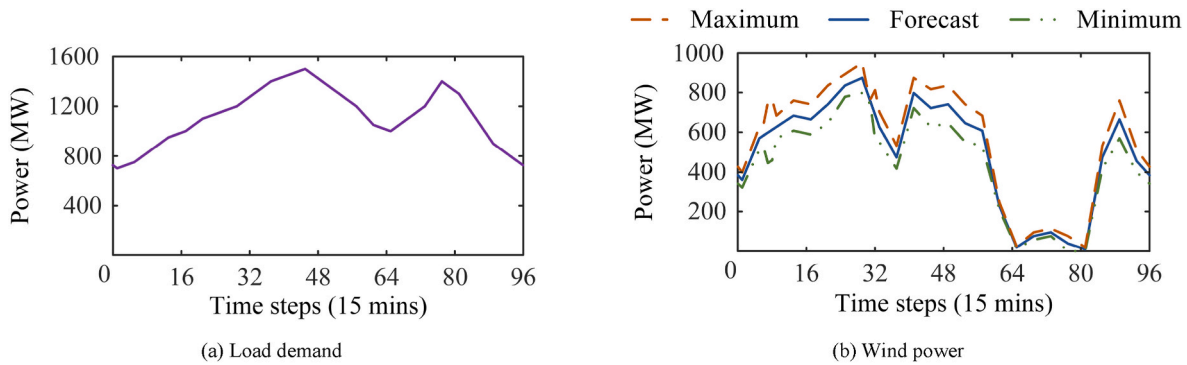 Maximum Forecast Minimum
Power (MW)
1600
1200
800
400
0 16 32 48 64 80 96
Time steps (15 mins)
(a) Load demand
Power (MW)
1000
800
600
400
200
0 16 32 48 64 80 96
Time steps (15 mins)
(b) Wind power